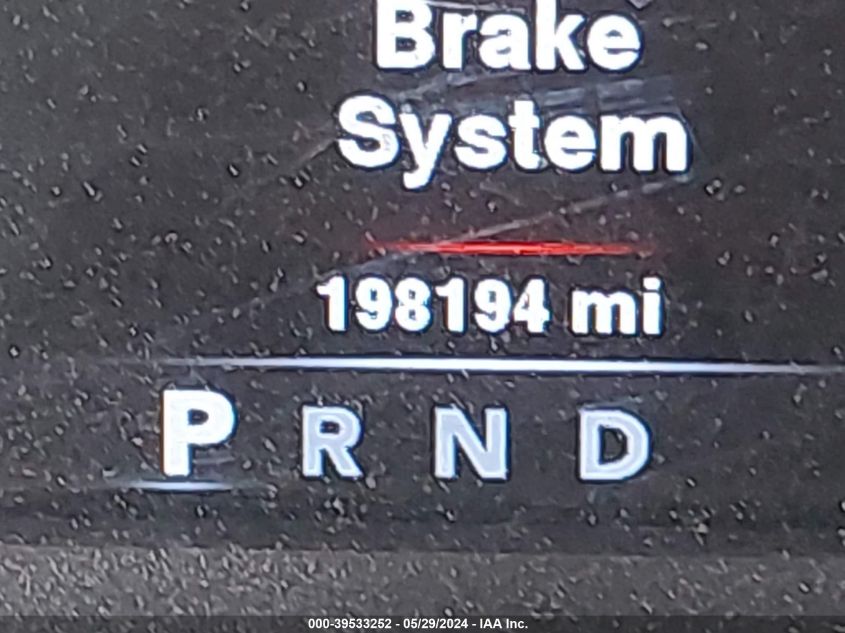 Brake
System
198194 mi
P R N D
000-39533252 - 05/29/2024 - IAA Inc.